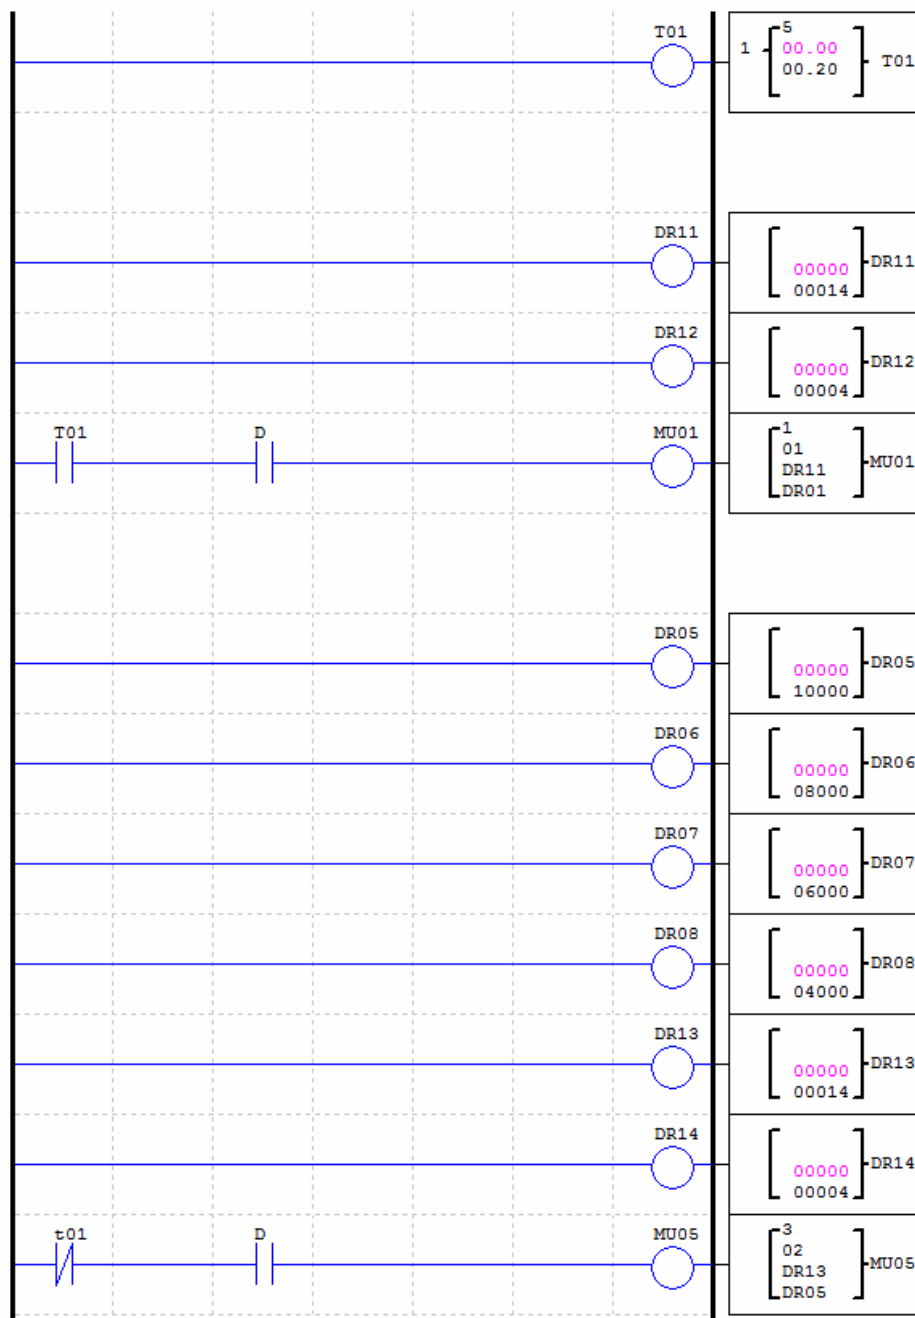 T01
5
1 00.00 T01
00.20
DR11
00000 DR11
00014
DR12
00000 DR12
00004
T01 D MU01
1
01
DR11 MU01
DR01
DR05
00000 DR05
10000
DR06
00000 DR06
08000
DR07
00000 DR07
06000
DR08
00000 DR08
04000
DR13
00000 DR13
00014
DR14
00000 DR14
00004
t01 D MU05
3
02
DR13 MU05
DR05